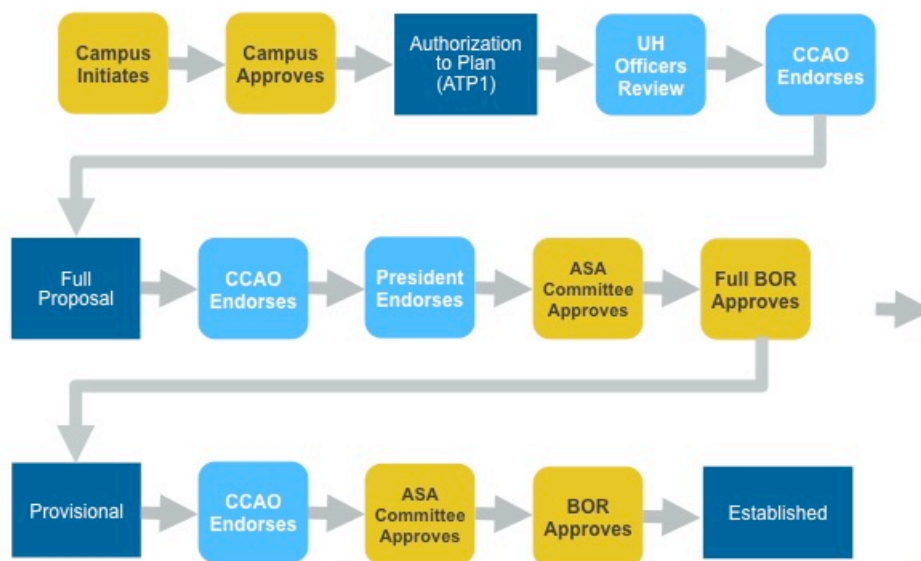 Campus
Initiates
Campus
Approves
Authorization
to Plan
(ATP1)
UH
Officers
Review
CCAO
Endorses
Full
Proposal
CCAO
Endorses
President
Endorses
ASA
Committee
Approves
Full BOR
Approves
Provisional
CCAO
Endorses
ASA
Committee
Approves
BOR
Approves
Established